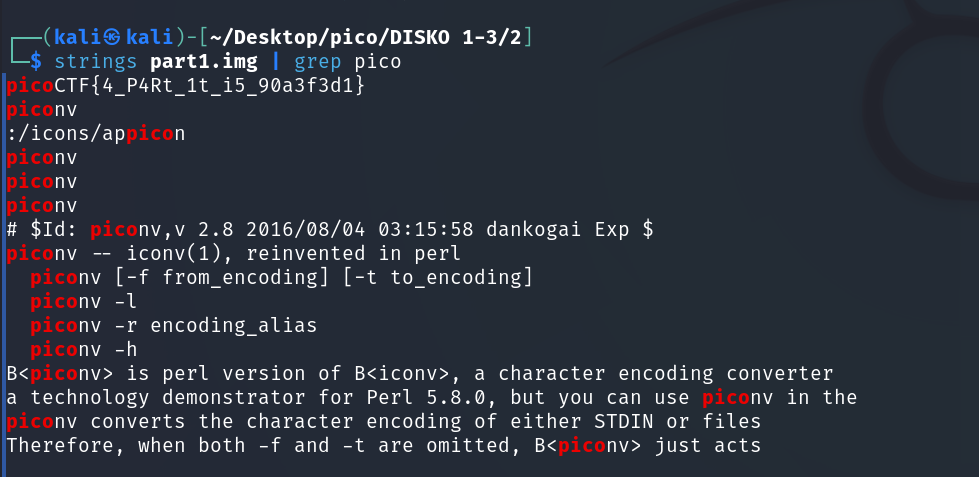 ┌──(kali㉿kali)-[~/Desktop/pico/DISKO 1-3/2]
└─$ strings part1.img | grep pico
picoCTF{4_P4Rt_1t_i5_90a3f3d1}
piconv
:/icons/appicon
piconv
piconv
piconv
# $Id: piconv,v 2.8 2016/08/04 03:15:58 dankogai Exp $
piconv -- iconv(1), reinvented in perl
  piconv [-f from_encoding] [-t to_encoding]
  piconv -l
  piconv -r encoding_alias
  piconv -h
B<piconv> is perl version of B<iconv>, a character encoding converter
a technology demonstrator for Perl 5.8.0, but you can use piconv in the
piconv converts the character encoding of either STDIN or files
Therefore, when both -f and -t are omitted, B<piconv> just acts